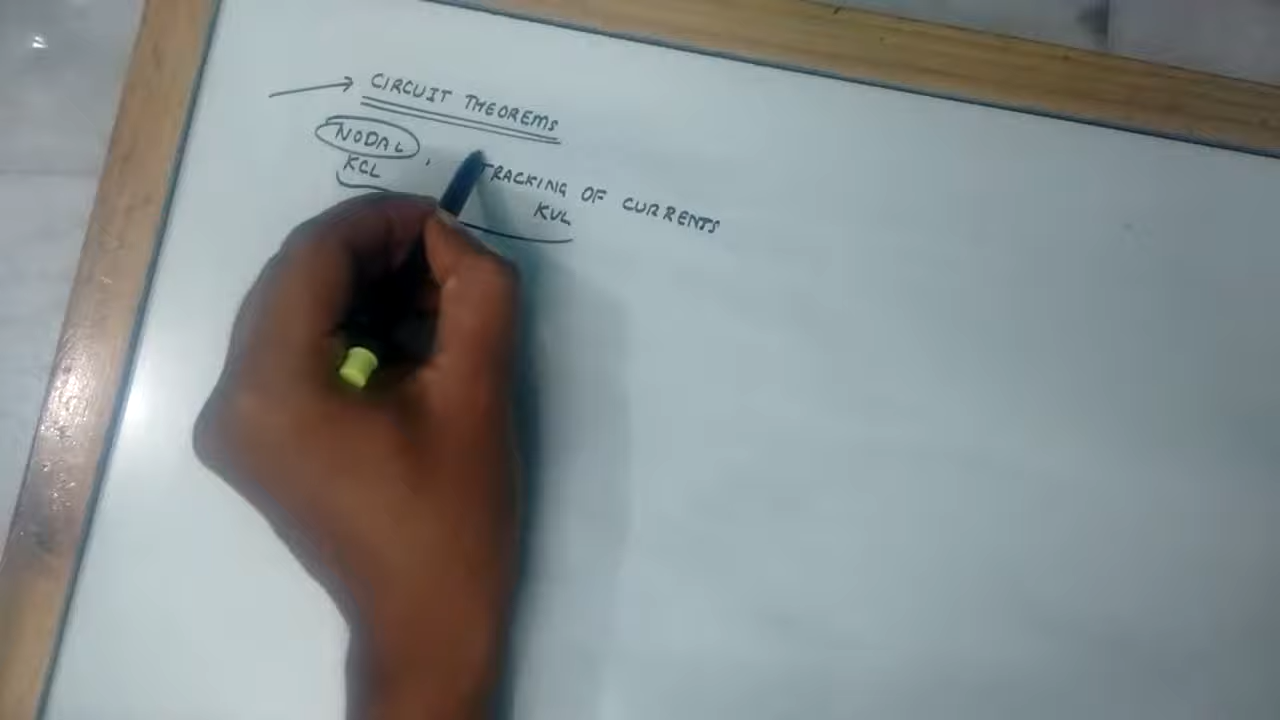 → CIRCUIT THEOREMS
NODAL, TRACKING OF CURRENTS
KCL KVL